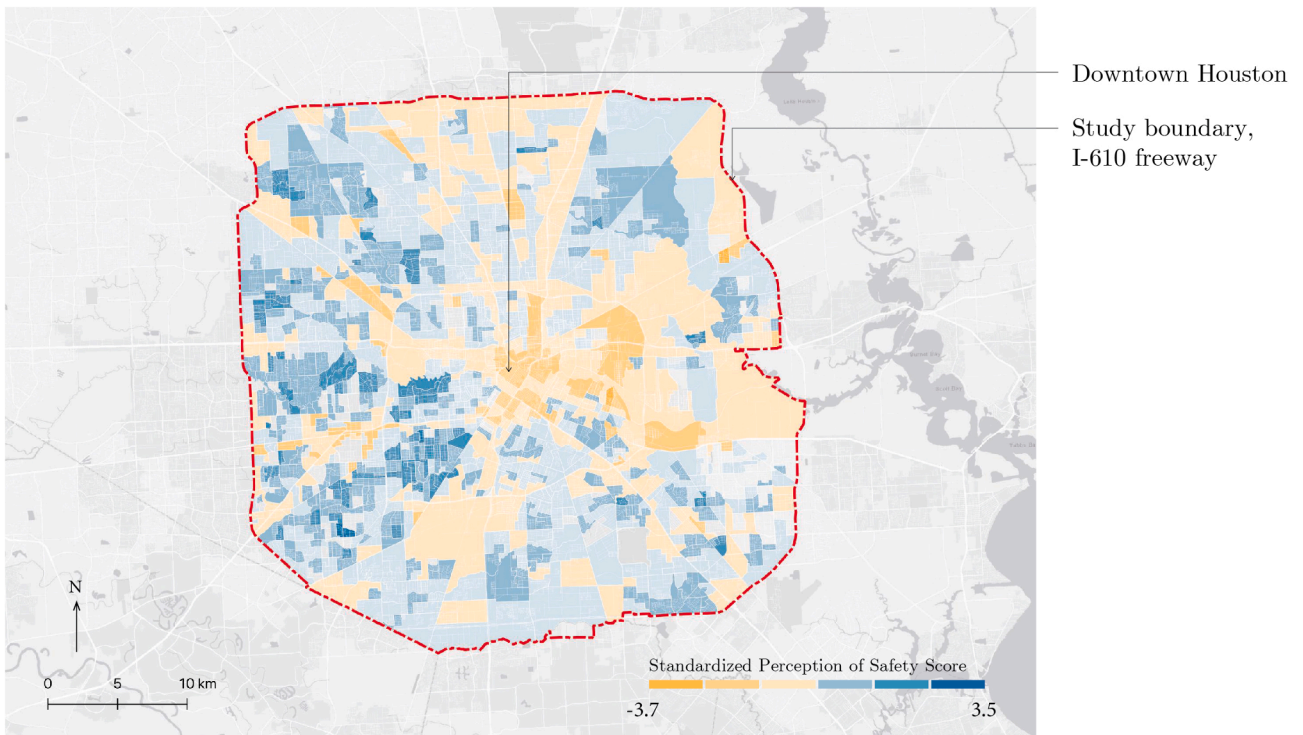 Downtown Houston
Study boundary,
I-610 freeway
N
0 5 10 km
Standardized Perception of Safety Score
-3.7 3.5